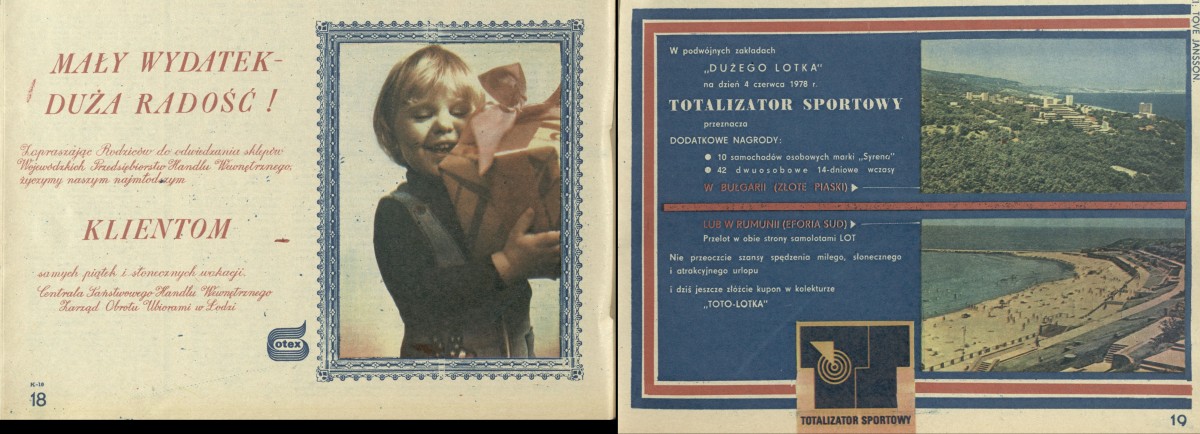 MAŁY WYDATEK-
DUŻA RADOŚĆ !
Zapraszając Rodziców do odwiedzania sklepów
Wojewódzkich Przedsiębiorstw Handlu Wewnętrznego,
życzymy naszym najmłodszym
KLIENTOM
samych piątek i słonecznych wakacji.
Centrala Państwowego Handlu Wewnętrznego
Zarząd Obrotu Ubiorami w Łodzi
otex
K-10
18
W podwójnych zakładach
„DUŻEGO LOTKA"
na dzień 4 czerwca 1978 r.
TOTALIZATOR SPORTOWY
przeznacza
DODATKOWE NAGRODY:
● 10 samochodów osobowych marki „Syrena"
● 42 dwuosobowe 14-dniowe wczasy
W BUŁGARII (ZŁOTE PIASKI)
LUB W RUMUNII (EFORIA SUD)
Przelot w obie strony samolotami LOT
Nie przeoczcie szansy spędzenia miłego, słonecznego
i atrakcyjnego urlopu
i dziś jeszcze złóżcie kupon w kolekturze
„TOTO-LOTKA"
TOTALIZATOR SPORTOWY
19
TOVE JANSSON